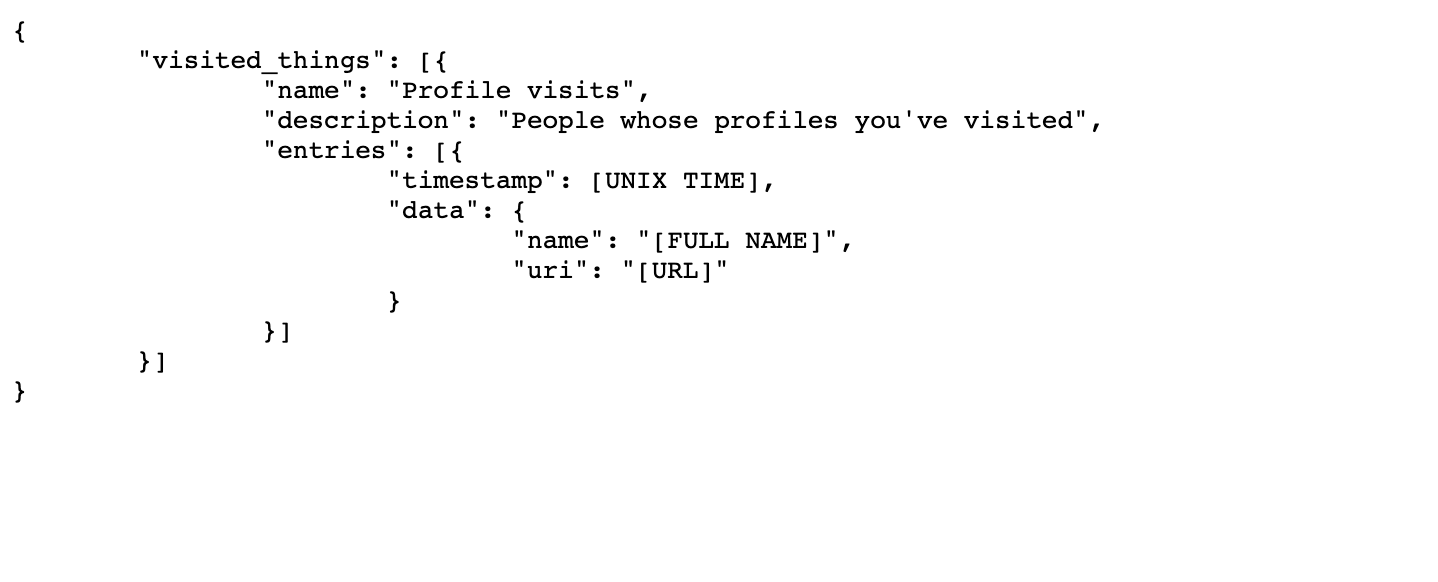 {
"visited_things": [{
"name": "Profile visits",
"description": "People whose profiles you've visited",
"entries": [{
"timestamp": [UNIX TIME],
"data": {
"name": "[FULL NAME]",
"uri": "[URL]"
}
}]
}]
}